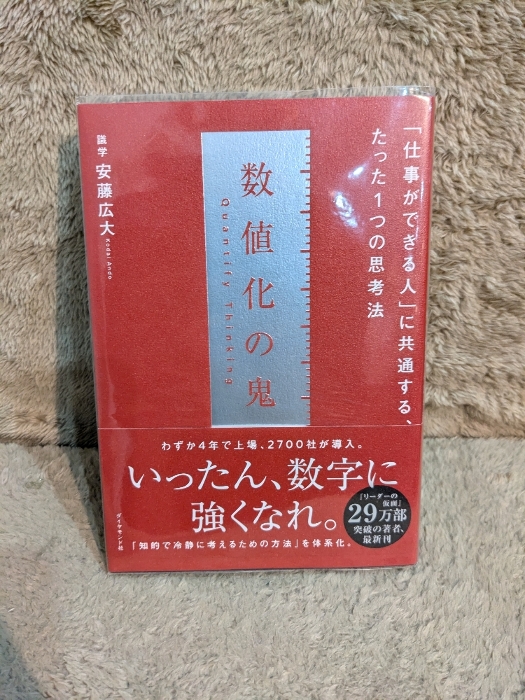 「仕事ができる人」に共通する、
たった1つの思考法
数値化の鬼
Quantify Thinking
識学 安藤広大
Kodai Ando
わずか4年で上場、2700社が導入。
いったん、数字に
強くなれ。
「知的で冷静に考えるための方法」を体系化。
『リーダーの
仮面』
29万部
突破の著者、
最新刊
ダイヤモンド社